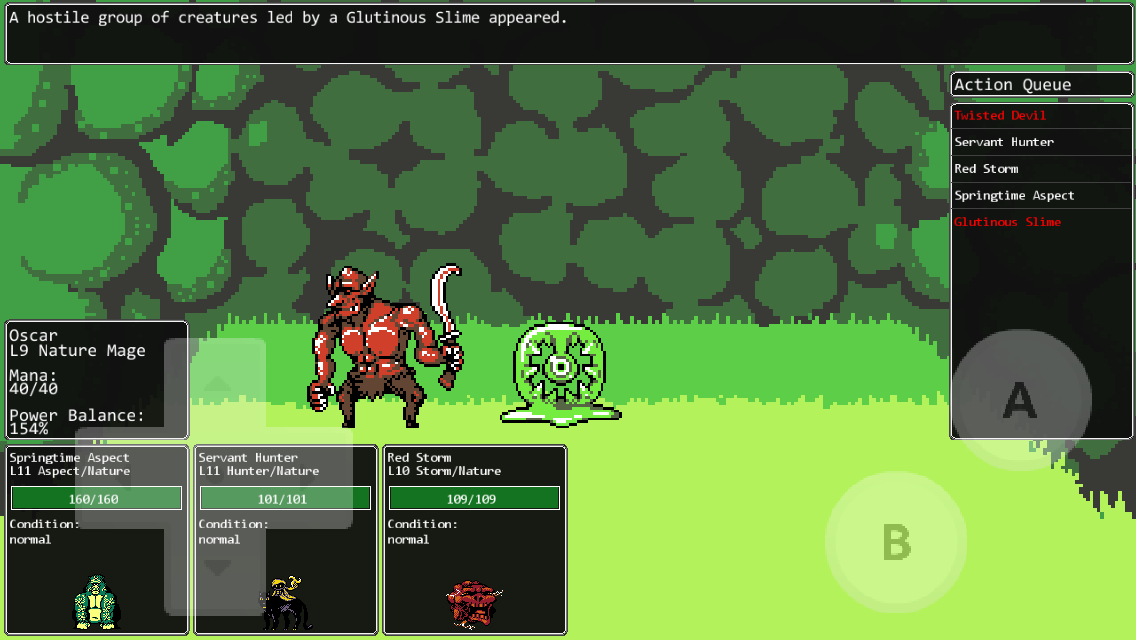 A hostile group of creatures led by a Glutinous Slime appeared.
Action Queue
Twisted Devil
Servant Hunter
Red Storm
Springtime Aspect
Glutinous Slime
Oscar
L9 Nature Mage
Mana:
40/40
Power Balance:
154%
A
B
Springtime Aspect
L11 Aspect/Nature
160/160
Condition:
normal
Servant Hunter
L11 Hunter/Nature
101/101
Condition:
normal
Red Storm
L10 Storm/Nature
109/109
Condition:
normal